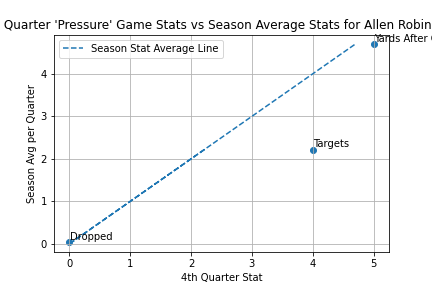 Quarter 'Pressure' Game Stats vs Season Average Stats for Allen Robin
Season Stat Average Line
Yards After
Targets
Dropped
Season Avg per Quarter
4
3
2
1
0
0 1 2 3 4 5
4th Quarter Stat